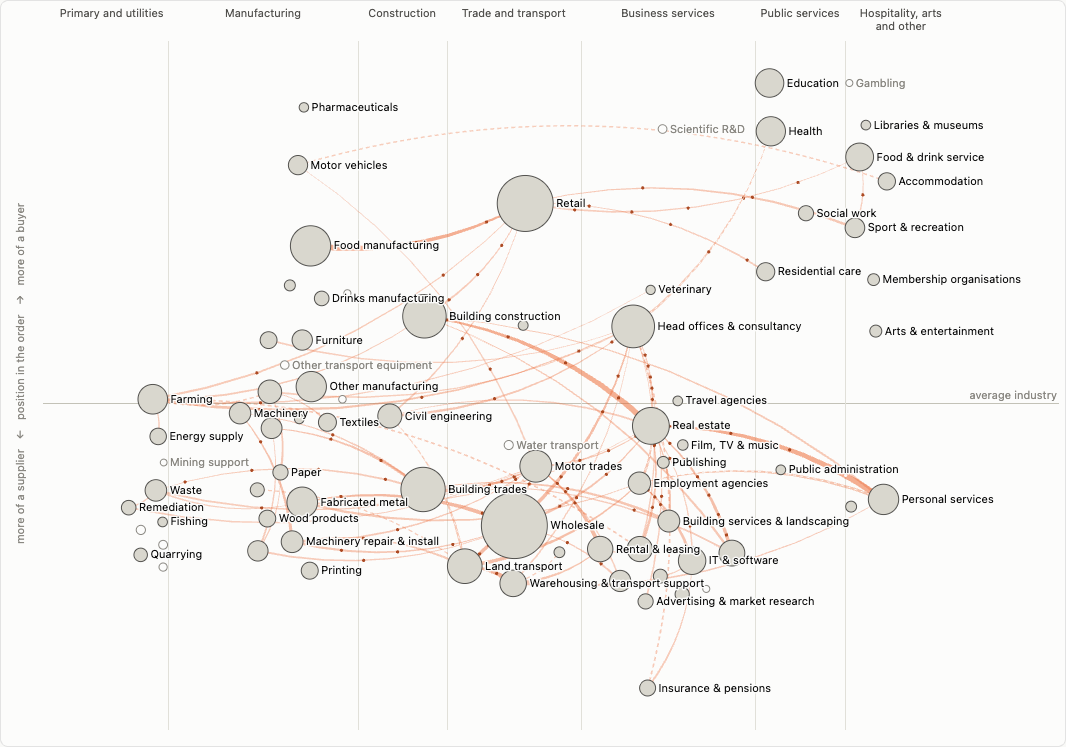 Primary and utilities
Manufacturing
Construction
Trade and transport
Business services
Public services
Hospitality, arts
and other
more of a supplier ← position in the order → more of a buyer
Education
Gambling
Pharmaceuticals
Libraries & museums
Scientific R&D
Health
Food & drink service
Motor vehicles
Accommodation
Retail
Social work
Sport & recreation
Food manufacturing
Residential care
Membership organisations
Veterinary
Drinks manufacturing
Building construction
Head offices & consultancy
Arts & entertainment
Furniture
Other transport equipment
Other manufacturing
average industry
Farming
Travel agencies
Machinery
Civil engineering
Textiles
Real estate
Energy supply
Water transport
Film, TV & music
Mining support
Publishing
Motor trades
Public administration
Paper
Employment agencies
Waste
Building trades
Personal services
Fabricated metal
Remediation
Fishing
Wood products
Building services & landscaping
Wholesale
Machinery repair & install
Rental & leasing
Quarrying
IT & software
Land transport
Printing
Warehousing & transport support
Advertising & market research
Insurance & pensions